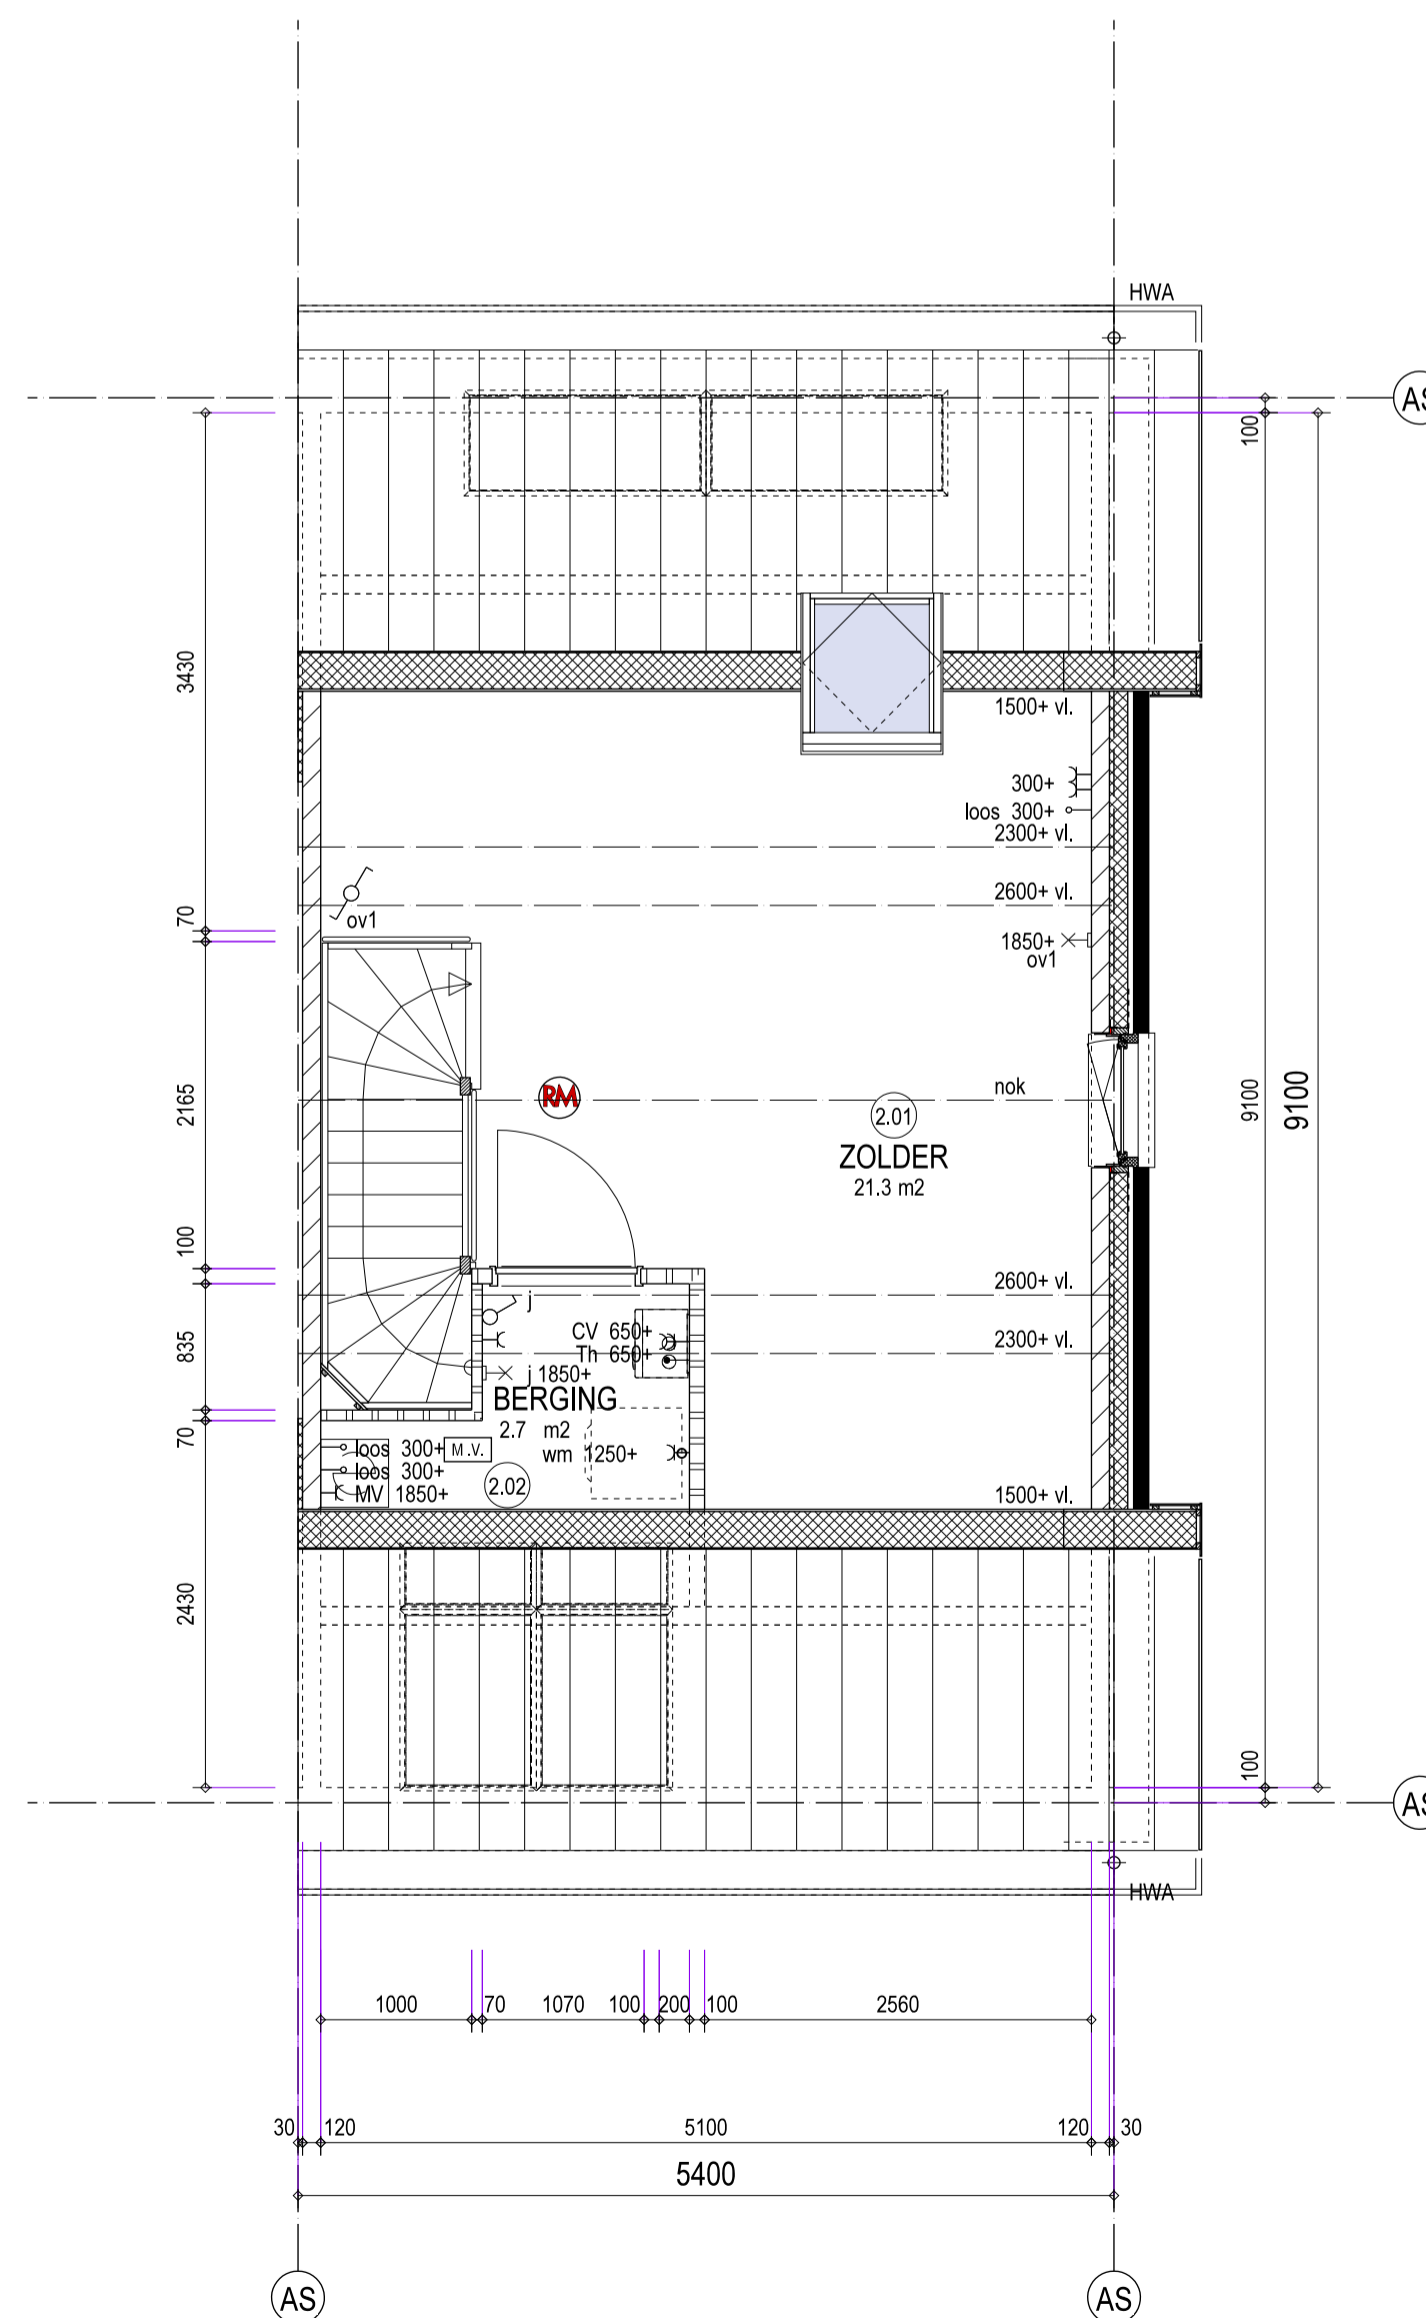 HWA
AS
100
3430
1500+ vl.
300+
loos 300+
2300+ vl.
70
ov1
2600+ vl.
1850+
ov1
2165
RM
nok
9100
9100
2.01
ZOLDER
21.3 m2
100
2600+ vl.
j
CV 650+
835
Th 650+
2300+ vl.
j 1850+
BERGING
2.7 m2
70
loos 300+
M.V.
wm 1250+
loos 300+
2.02
MV 1850+
1500+ vl.
2430
100
AS
HWA
1000
70
1070
100
200
100
2560
30
120
5100
120
30
5400
AS
AS